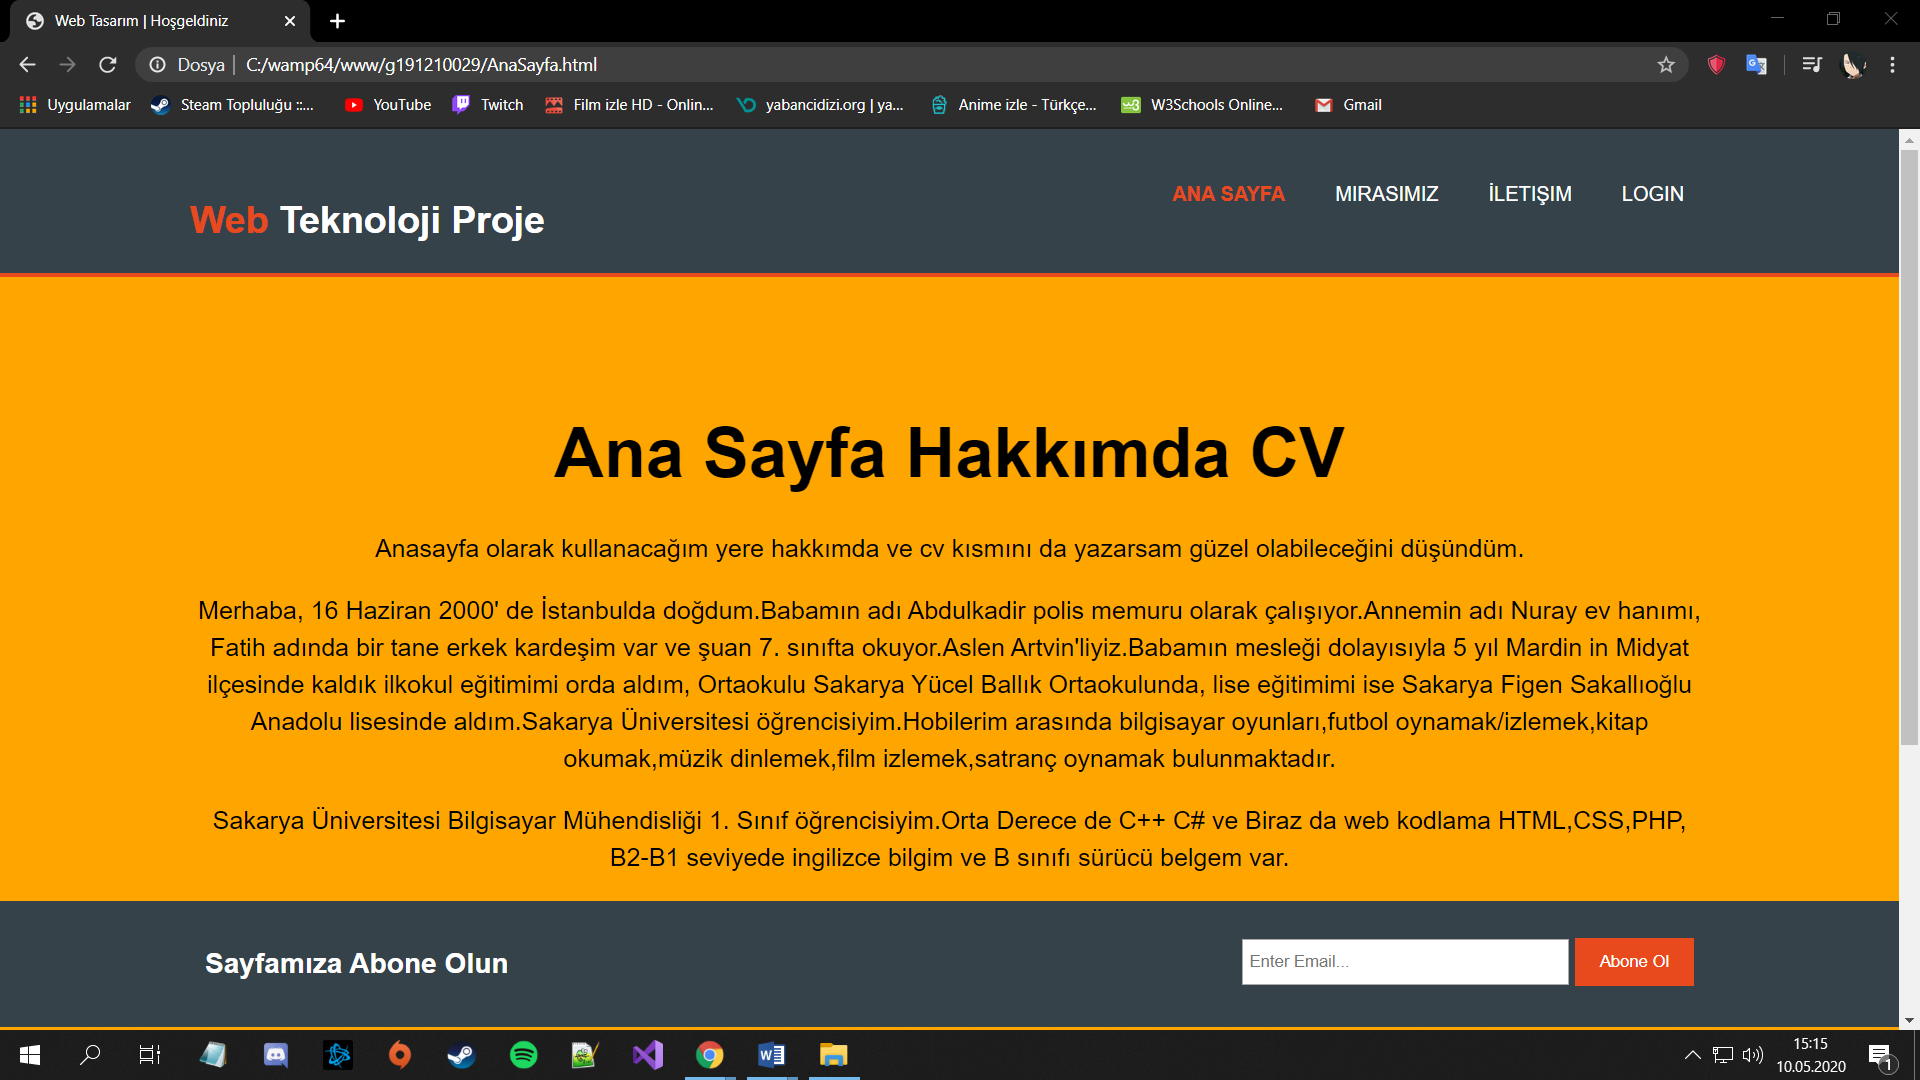 Web Tasarım | Hoşgeldiniz
Dosya | C:/wamp64/www/g191210029/AnaSayfa.html
Uygulamalar Steam Topluluğu ::... YouTube Twitch Film izle HD - Onlin... yabancidizi.org | ya... Anime izle - Türkçe... W3Schools Online... Gmail
ANA SAYFA MIRASIMIZ İLETIŞIM LOGIN
Web Teknoloji Proje
Ana Sayfa Hakkımda CV
Anasayfa olarak kullanacağım yere hakkımda ve cv kısmını da yazarsam güzel olabileceğini düşündüm.
Merhaba, 16 Haziran 2000' de İstanbulda doğdum.Babamın adı Abdulkadir polis memuru olarak çalışıyor.Annemin adı Nuray ev hanımı,
Fatih adında bir tane erkek kardeşim var ve şuan 7. sınıfta okuyor.Aslen Artvin'liyiz.Babamın mesleği dolayısıyla 5 yıl Mardin in Midyat
ilçesinde kaldık ilkokul eğitimimi orda aldım, Ortaokulu Sakarya Yücel Ballık Ortaokulunda, lise eğitimimi ise Sakarya Figen Sakallıoğlu
Anadolu lisesinde aldım.Sakarya Üniversitesi öğrencisiyim.Hobilerim arasında bilgisayar oyunları,futbol oynamak/izlemek,kitap
okumak,müzik dinlemek,film izlemek,satranç oynamak bulunmaktadır.
Sakarya Üniversitesi Bilgisayar Mühendisliği 1. Sınıf öğrencisiyim.Orta Derece de C++ C# ve Biraz da web kodlama HTML,CSS,PHP,
B2-B1 seviyede ingilizce bilgim ve B sınıfı sürücü belgem var.
Sayfamıza Abone Olun
Enter Email...
Abone Ol
15:15
10.05.2020
1